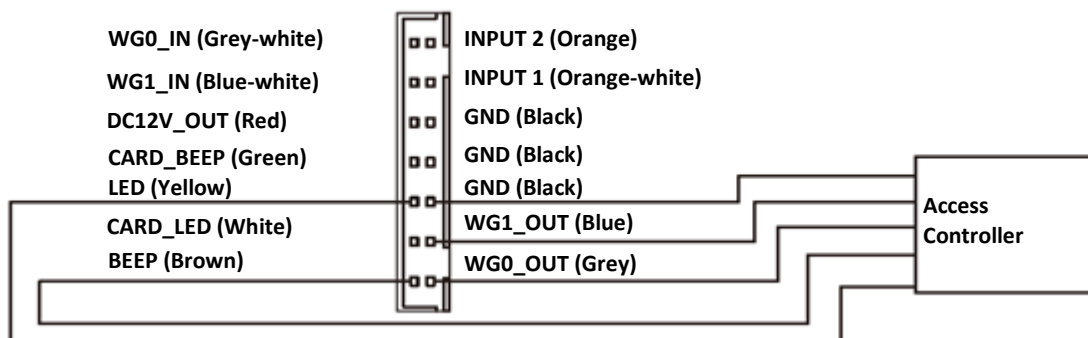 WG0_IN (Grey-white)
WG1_IN (Blue-white)
DC12V_OUT (Red)
CARD_BEEP (Green)
LED (Yellow)
CARD_LED (White)
BEEP (Brown)
INPUT 2 (Orange)
INPUT 1 (Orange-white)
GND (Black)
GND (Black)
GND (Black)
WG1_OUT (Blue)
WG0_OUT (Grey)
Access
Controller